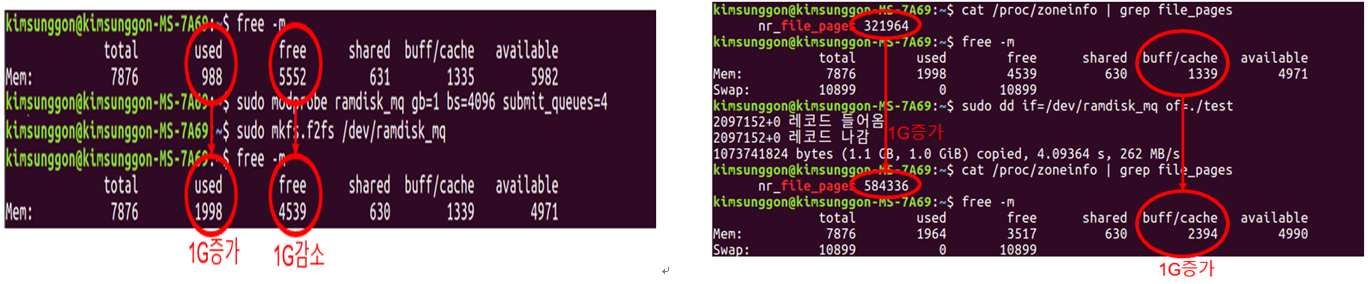 kimsunggon@kimsunggon-MS-7A69:~$ free -m
total used free shared buff/cache available
Mem: 7876 988 5552 631 1335 5982
kimsunggon@kimsunggon-MS-7A69:~$ sudo modprobe ramdisk_mq gb=1 bs=4096 submit_queues=4
kimsunggon@kimsunggon-MS-7A69:~$ sudo mkfs.f2fs /dev/ramdisk_mq
kimsunggon@kimsunggon-MS-7A69:~$ free -m
total used free shared buff/cache available
Mem: 7876 1998 4539 630 1339 4971
1G증가 1G감소
kimsunggon@kimsunggon-MS-7A69:~$ cat /proc/zoneinfo | grep file_pages
nr_file_pages 321964
kimsunggon@kimsunggon-MS-7A69:~$ free -m
total used free shared buff/cache available
Mem: 7876 1998 4539 630 1339 4971
Swap: 10899 0 10899
kimsunggon@kimsunggon-MS-7A69:~$ sudo dd if=/dev/ramdisk_mq of=./test
2097152+0 레코드 들어옴
1G증가
2097152+0 레코드 나감
1073741824 bytes (1.1 GB, 1.0 GiB) copied, 4.09364 s, 262 MB/s
kimsunggon@kimsunggon-MS-7A69:~$ cat /proc/zoneinfo | grep file_pages
nr_file_pages 584336
kimsunggon@kimsunggon-MS-7A69:~$ free -m
total used free shared buff/cache available
Mem: 7876 1964 3517 630 2394 4990
Swap: 10899 0 10899
1G증가